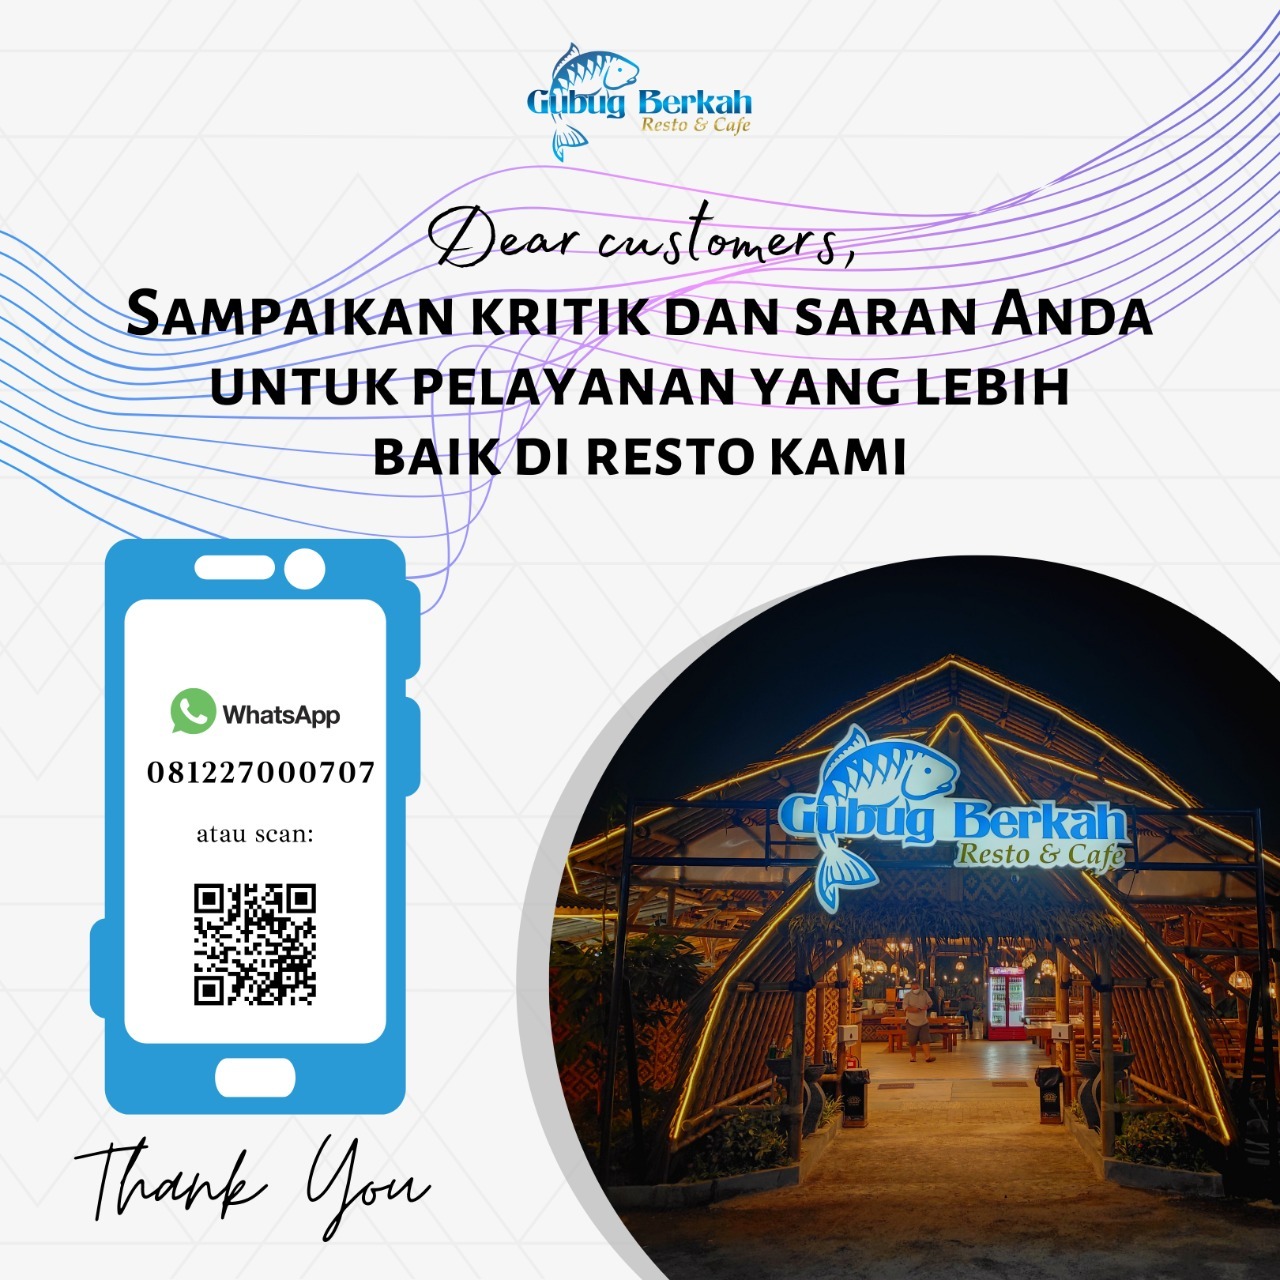 Gubug Berkah
Resto & Cafe
Dear customers,
Sampaikan kritik dan saran Anda
untuk pelayanan yang lebih
baik di resto kami
WhatsApp
081227000707
atau scan:
Thank You
Gubug Berkah
Resto & Cafe